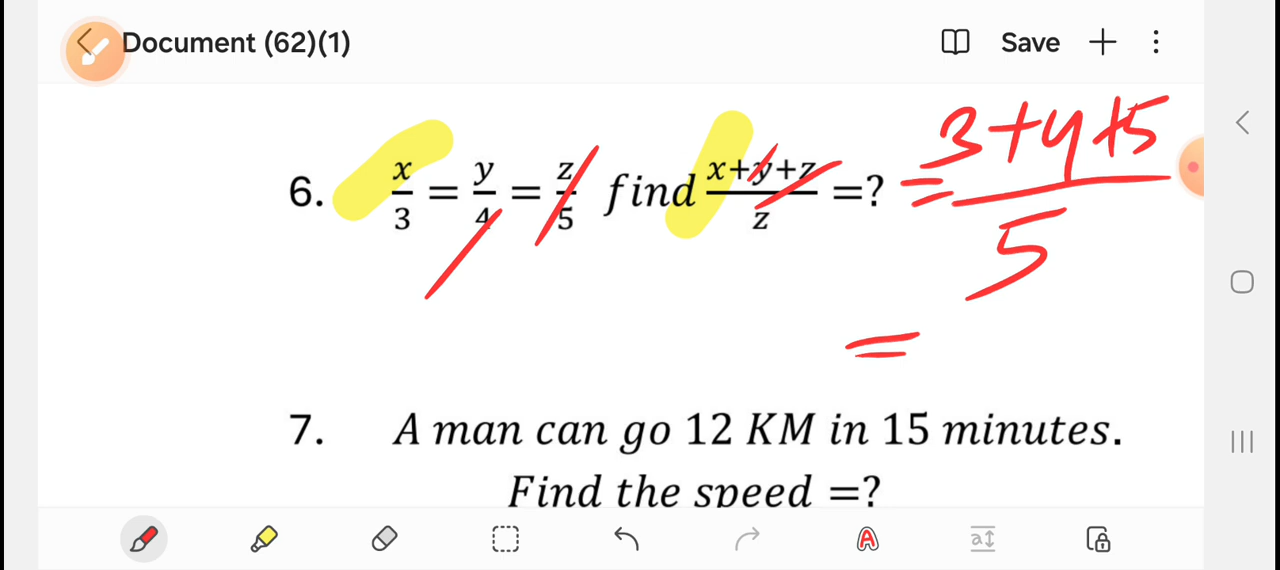 Document (62)(1) Save
6. x/3 = y/4 = z/5 find x+y+z/z =? = 3+4+5/5
=
7. A man can go 12 KM in 15 minutes.
Find the speed =?
A a